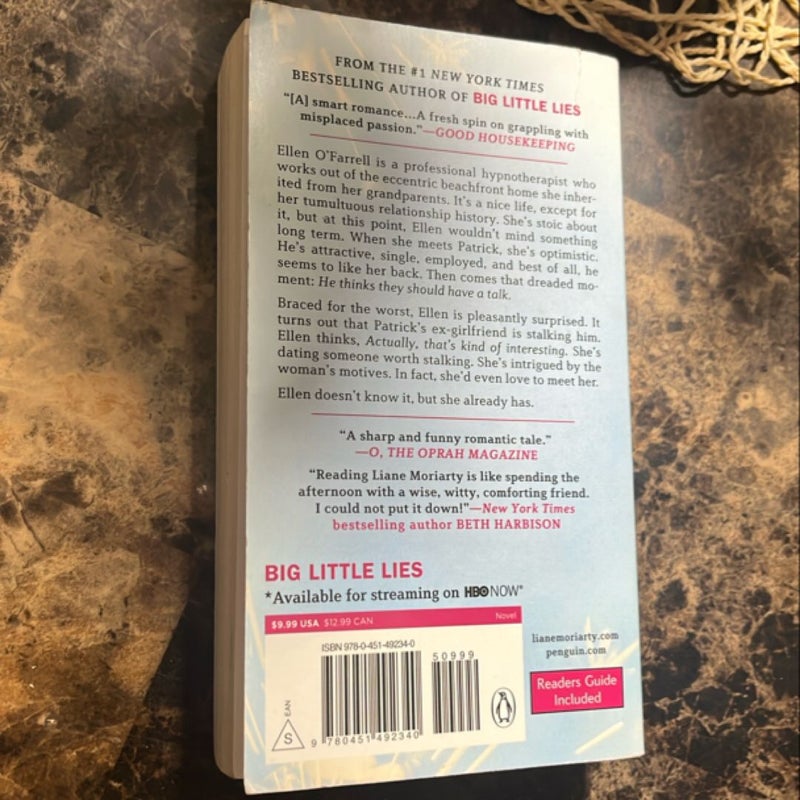 FROM THE #1 NEW YORK TIMES
BESTSELLING AUTHOR OF BIG LITTLE LIES
“[A] smart romance...A fresh spin on grappling with
misplaced passion.”—GOOD HOUSEKEEPING
Ellen O’Farrell is a professional hypnotherapist who
works out of the eccentric beachfront home she inher-
ited from her grandparents. It’s a nice life, except for
her tumultuous relationship history. She’s stoic about
it, but at this point, Ellen wouldn’t mind something
long term. When she meets Patrick, she’s optimistic.
He’s attractive, single, employed, and best of all, he
seems to like her back. Then comes that dreaded mo-
ment: He thinks they should have a talk.
Braced for the worst, Ellen is pleasantly surprised. It
turns out that Patrick’s ex-girlfriend is stalking him.
Ellen thinks, Actually, that’s kind of interesting. She’s
dating someone worth stalking. She’s intrigued by the
woman’s motives. In fact, she’d even love to meet her.
Ellen doesn’t know it, but she already has.
“A sharp and funny romantic tale.”
—O, THE OPRAH MAGAZINE
“Reading Liane Moriarty is like spending the
afternoon with a wise, witty, comforting friend.
I could not put it down!”—New York Times
bestselling author BETH HARBISON
BIG LITTLE LIES
*Available for streaming on HBO NOW®
$9.99 USA $12.99 CAN
Novel
ISBN 978-0-451-49234-0
50999
EAN
S
9 780451 492340
lianemoriarty.com
penguin.com
Readers Guide
Included